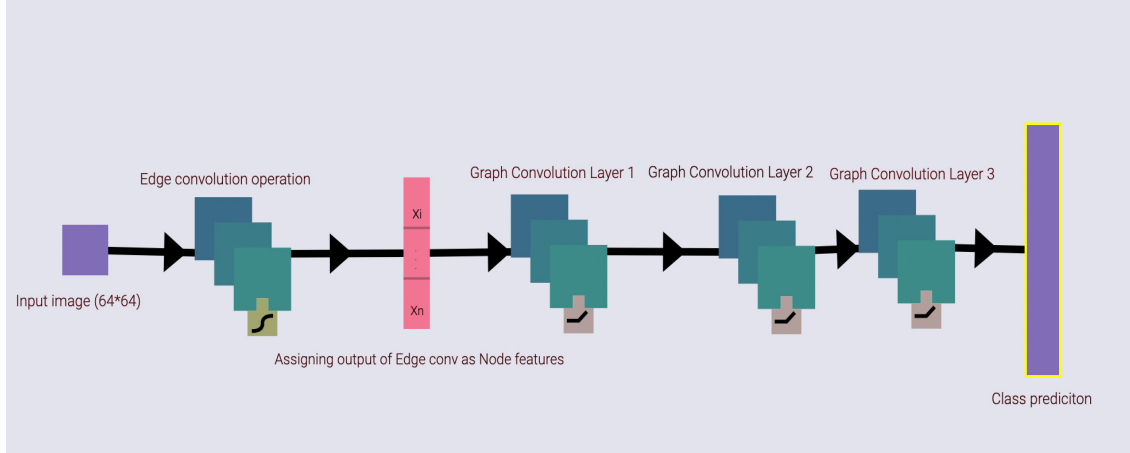 Edge convolution operation
Graph Convolution Layer 1
Graph Convolution Layer 2
Graph Convolution Layer 3
Xi
Xn
Input image (64*64)
Assigning output of Edge conv as Node features
Class prediciton